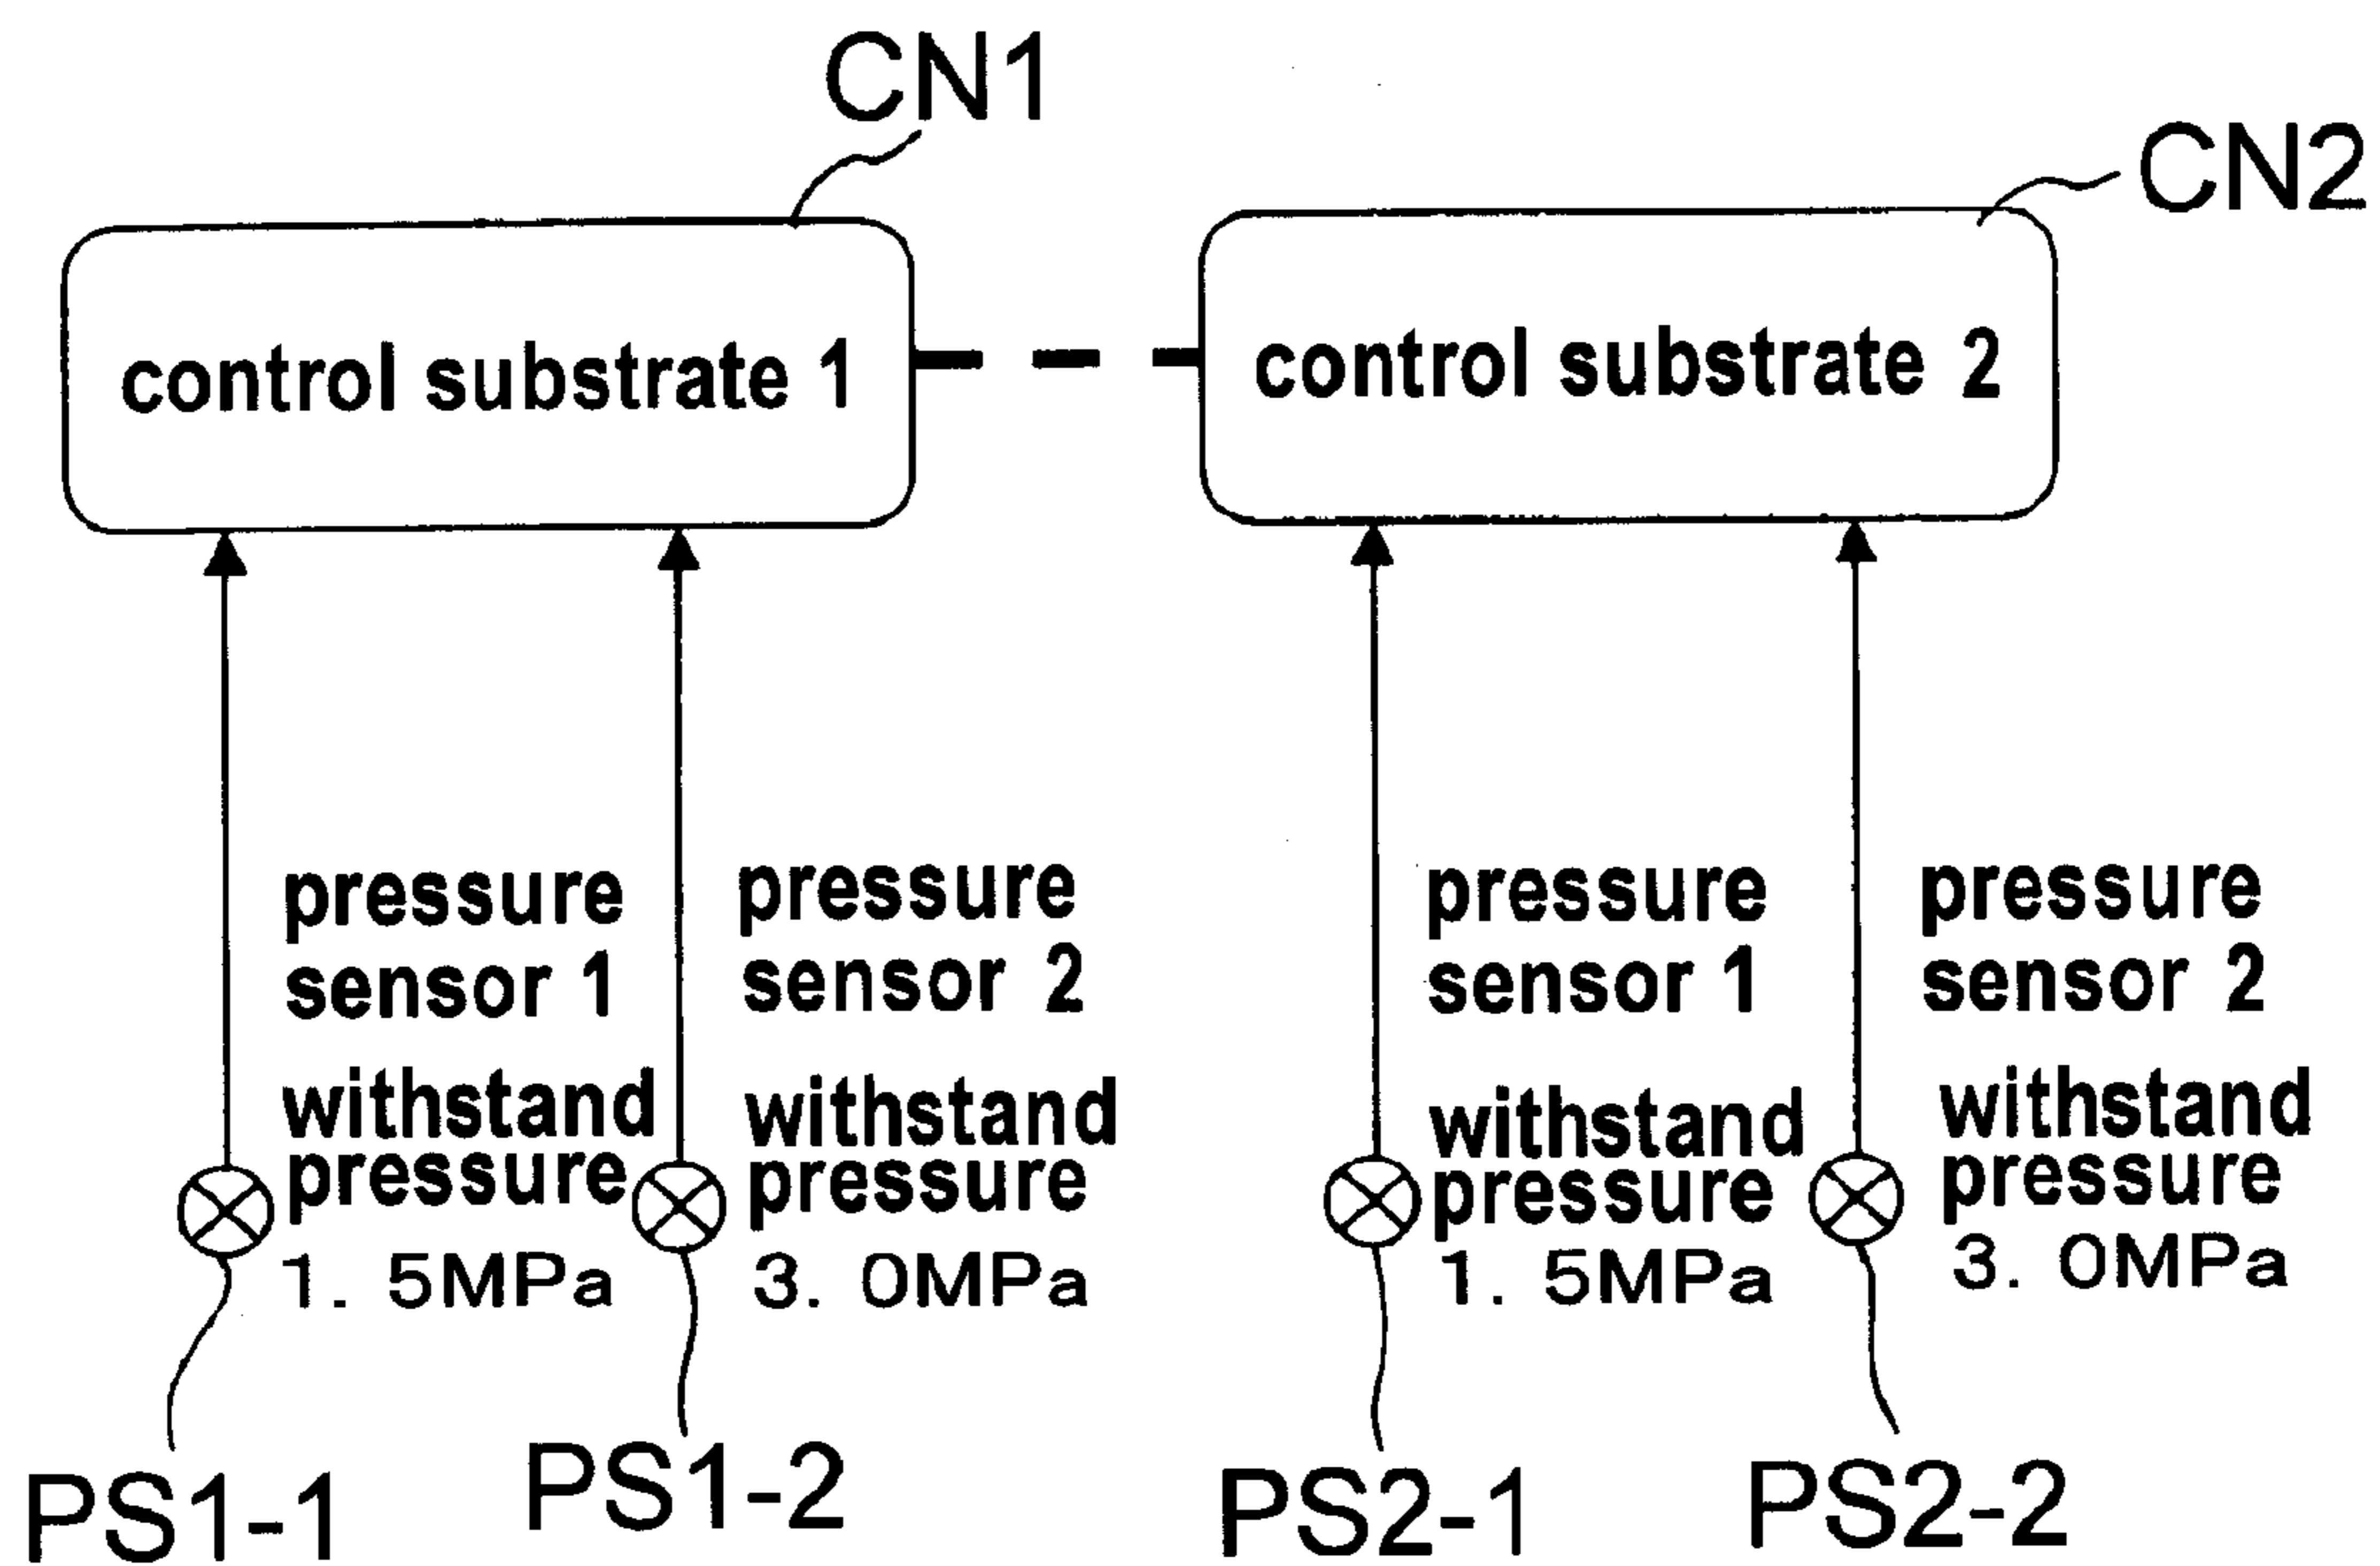 CN1
CN2
control substrate 1
control substrate 2
pressure
sensor 1
withstand
pressure
1. 5MPa
pressure
sensor 2
withstand
pressure
3. 0MPa
pressure
sensor 1
withstand
pressure
1. 5MPa
pressure
sensor 2
withstand
pressure
3. 0MPa
PS1-1
PS1-2
PS2-1
PS2-2